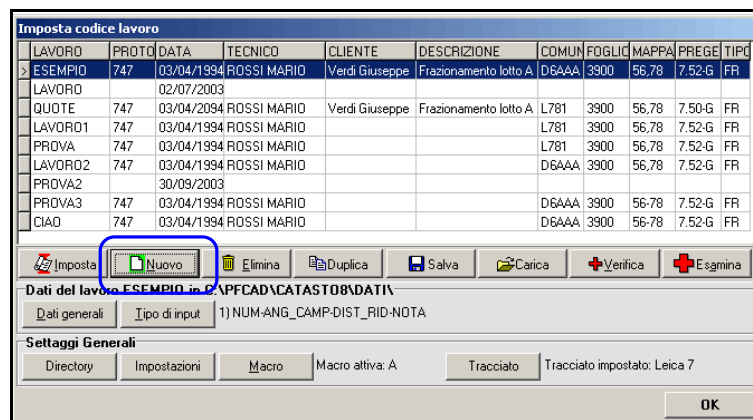 Imposta codice lavoro
LAVORO PROTO DATA TECNICO CLIENTE DESCRIZIONE COMUN FOGLIO MAPPA PREGE TIPO
ESEMPIO 747 03/04/1994 ROSSI MARIO Verdi Giuseppe Frazionamento lotto A D6AAA 3900 56,78 7.52-G FR
LAVORO 02/07/2003
QUOTE 747 03/04/2094 ROSSI MARIO Verdi Giuseppe Frazionamento lotto A L781 3900 56,78 7.50-G FR
LAVORO1 747 03/04/1994 ROSSI MARIO L781 3900 56,78 7.52-G FR
PROVA 747 03/04/1994 ROSSI MARIO L781 3900 56,78 7.52-G FR
LAVORO2 747 03/04/1994 ROSSI MARIO D6AAA 3900 56,78 7.52-G FR
PROVA2 30/09/2003
PROVA3 747 03/04/1994 ROSSI MARIO D6AAA 3900 56-78 7.52-G FR
CIAO 747 03/04/1994 ROSSI MARIO D6AAA 3900 56-78 7.52-G FR
Imposta Nuovo Elimina Duplica Salva Carica Verifica Esamina
Dati del lavoro ESEMPIO in C:\PFCAD\CATASTO8\DATI\
Dati generali Tipo di input 1) NUM-ANG_CAMP-DIST_RID-NOTA
Settaggi Generali
Directory Impostazioni Macro Macro attiva: A Tracciato Tracciato impostato: Leica 7
OK